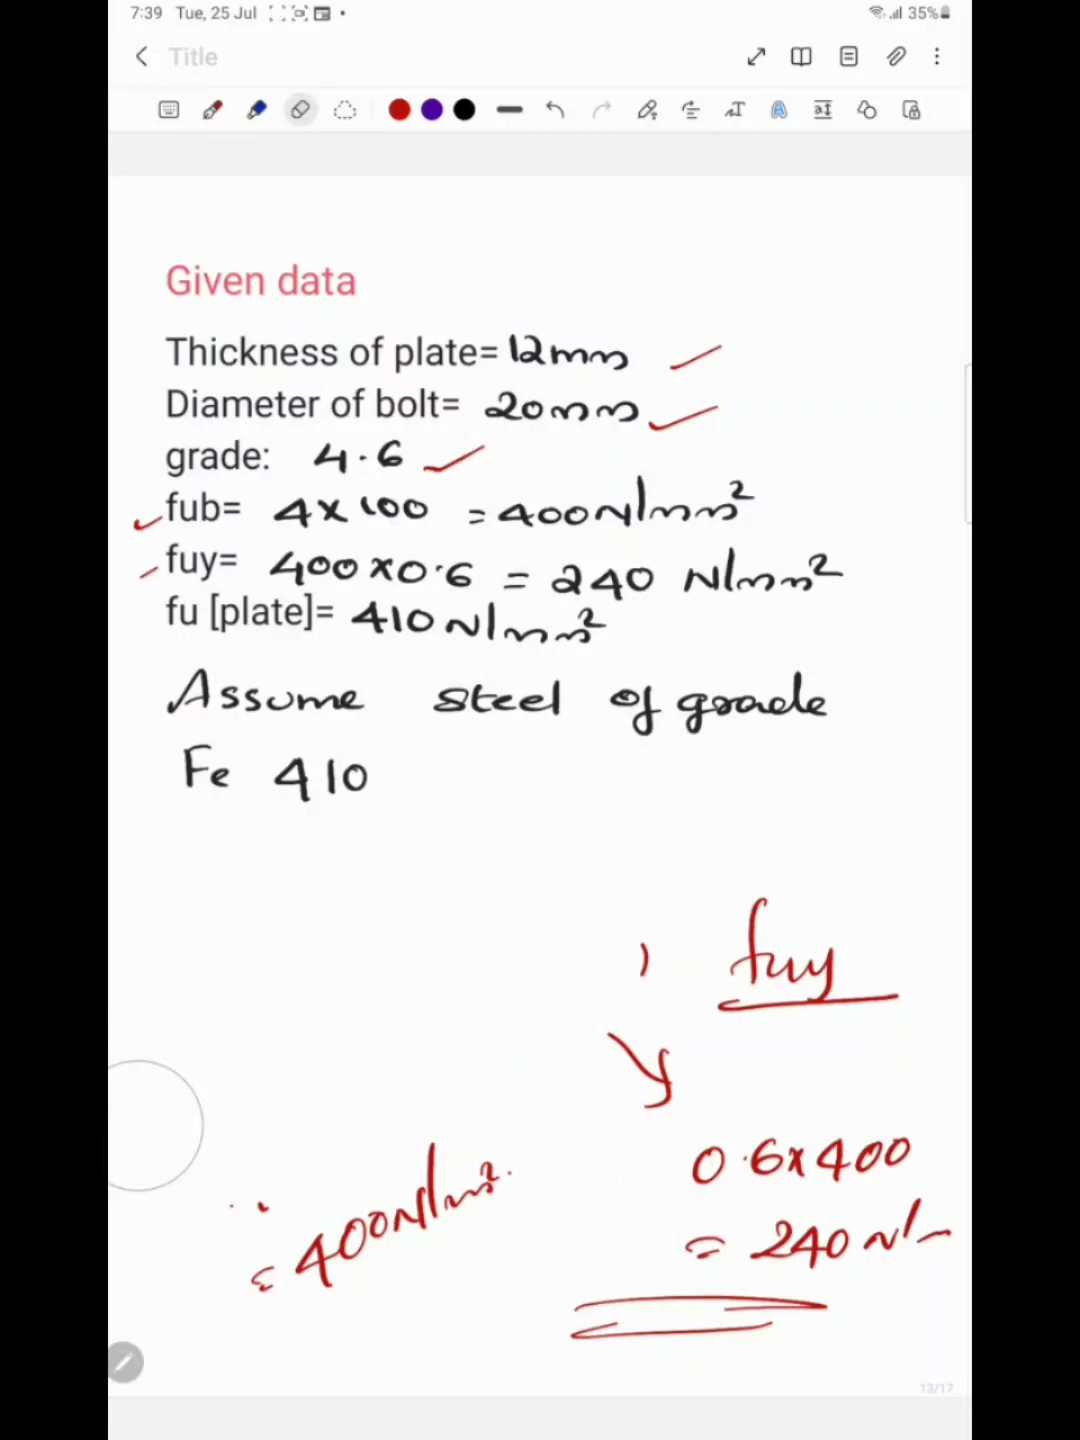 7:39 Tue, 25 Jul 35%
Title
Given data
Thickness of plate= 12mm
Diameter of bolt= 20mm
grade: 4.6
fub= 4x100 = 400N/mm²
fuy= 400x0.6 = 240 N/mm²
fu [plate]= 410N/mm²
Assume steel of grade
Fe 410
fuy
0.6x400
= 400N/mm².
= 240 N/m
13/17